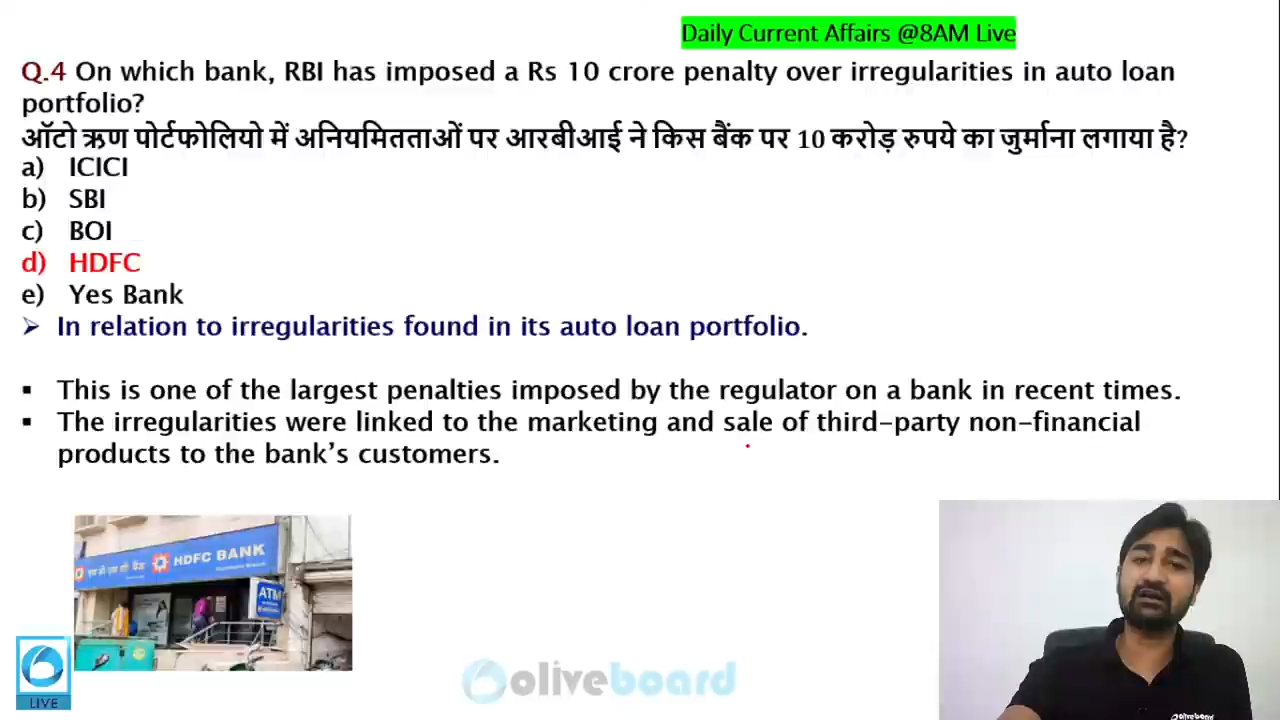 Daily Current Affairs @8AM Live
Q.4 On which bank, RBI has imposed a Rs 10 crore penalty over irregularities in auto loan
portfolio?
ऑटो ऋण पोर्टफोलियो में अनियमितताओं पर आरबीआई ने किस बैंक पर 10 करोड़ रुपये का जुर्माना लगाया है?
a) ICICI
b) SBI
c) BOI
d) HDFC
e) Yes Bank
➢ In relation to irregularities found in its auto loan portfolio.
▪ This is one of the largest penalties imposed by the regulator on a bank in recent times.
▪ The irregularities were linked to the marketing and sale of third-party non-financial
products to the bank's customers.
HDFC BANK
ATM
LIVE
oliveboard
oliveboard